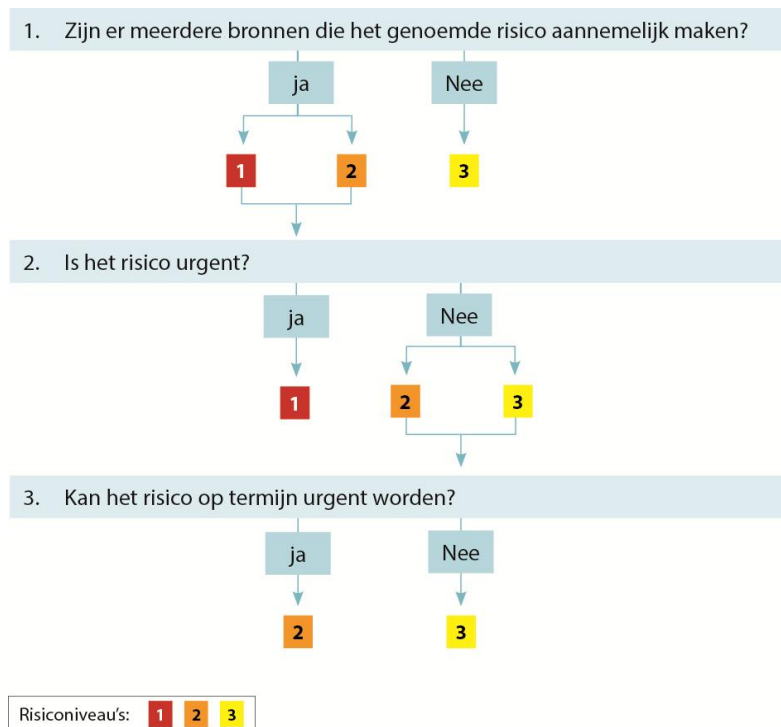 1. Zijn er meerdere bronnen die het genoemde risico aannemelijk maken?
ja Nee
1 2 3
2. Is het risico urgent?
ja Nee
1 2 3
3. Kan het risico op termijn urgent worden?
ja Nee
2 3
Risiconiveau's: 1 2 3